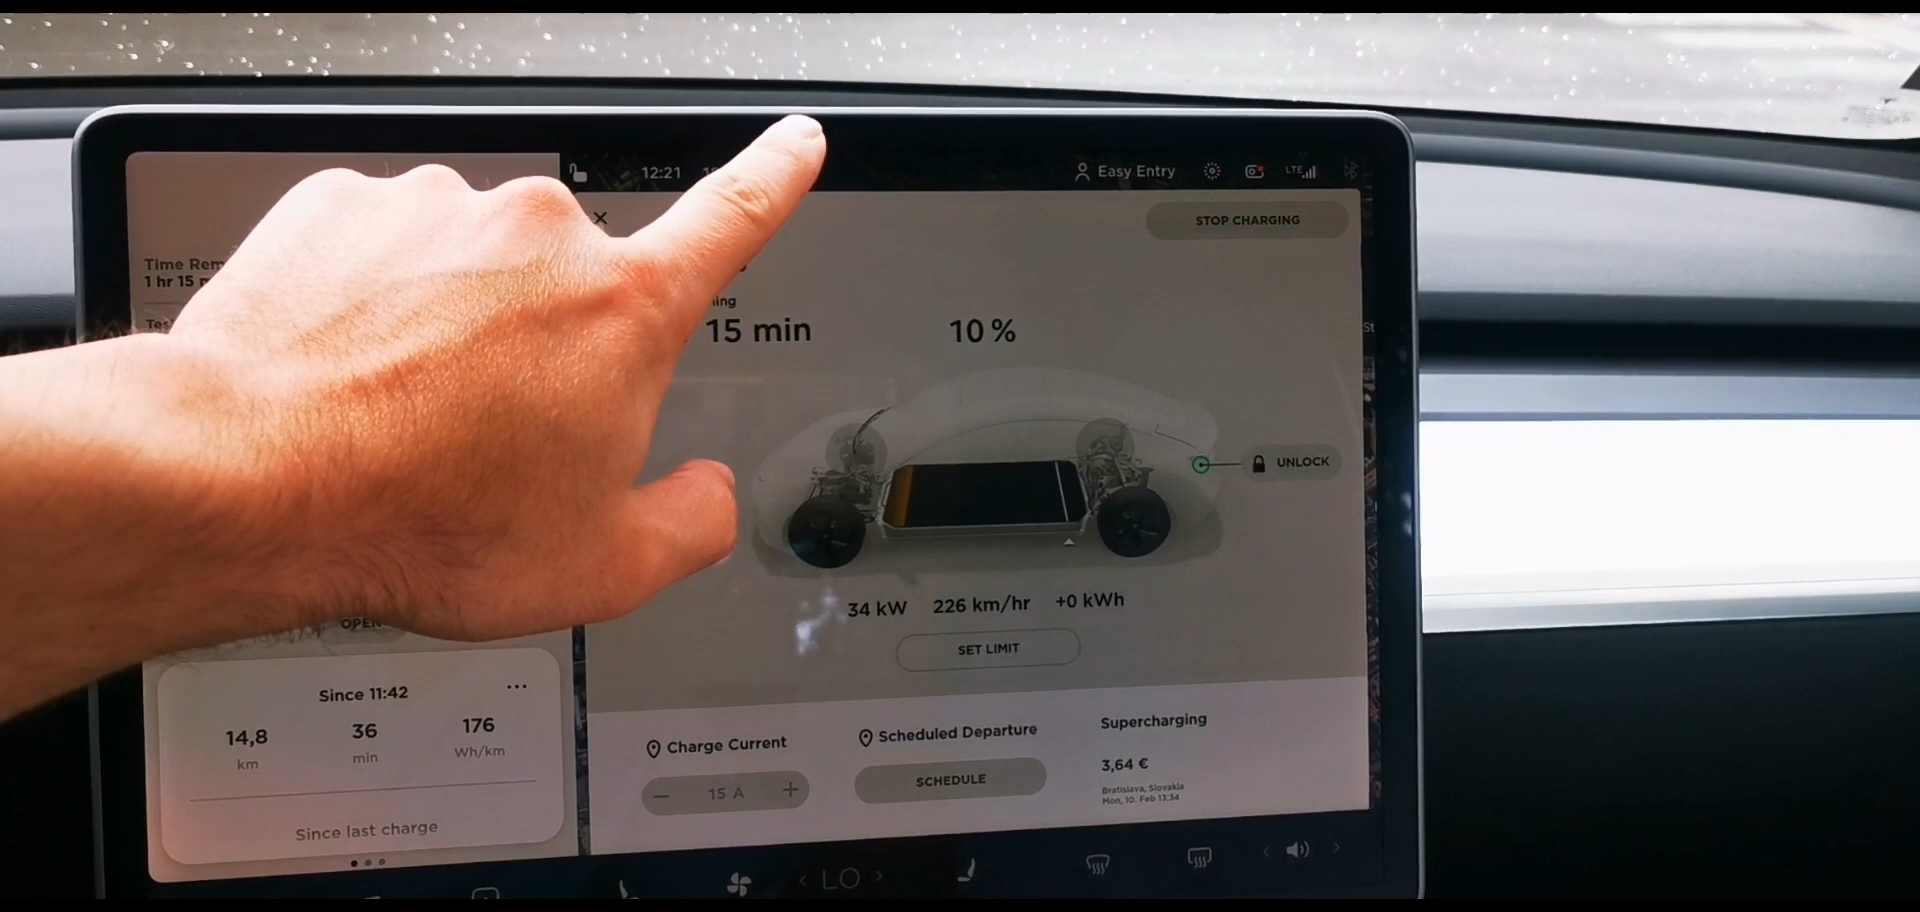 12:21
Easy Entry
LTE
STOP CHARGING
Time Rem
1 hr 15
15 min
10 %
UNLOCK
34 kW 226 km/hr +0 kWh
SET LIMIT
OPEN
Since 11:42 ...
14,8 36 176
km min Wh/km
Since last charge
Charge Current
− 15 A +
Scheduled Departure
SCHEDULE
Supercharging
3,64 €
Bratislava, Slovakia
Mon, 10. Feb 13:34
< LO >